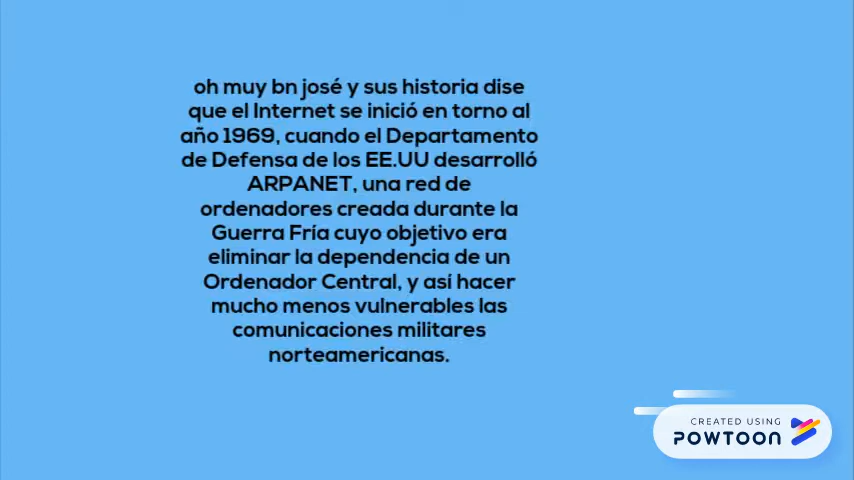 oh muy bn josé y sus historia dise
que el Internet se inició en torno al
año 1969, cuando el Departamento
de Defensa de los EE.UU desarrolló
ARPANET, una red de
ordenadores creada durante la
Guerra Fría cuyo objetivo era
eliminar la dependencia de un
Ordenador Central, y así hacer
mucho menos vulnerables las
comunicaciones militares
norteamericanas.
CREATED USING
POWTOON